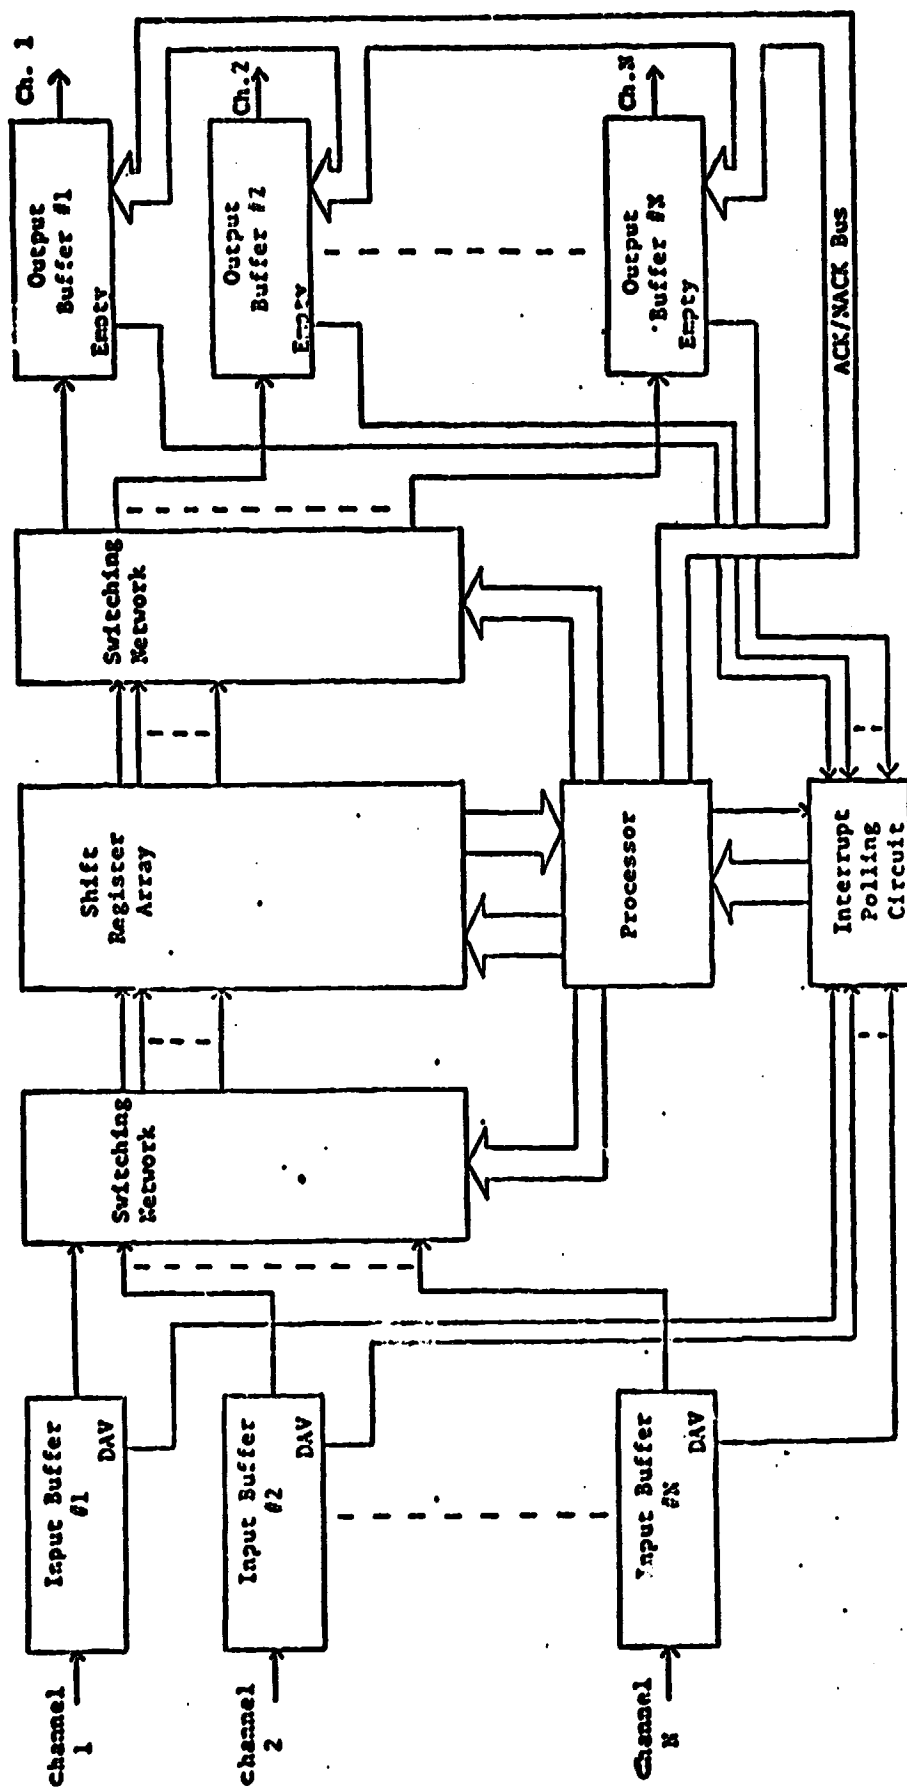 channel
1
Input Buffer
#1
DAV
channel
2
Input Buffer
#2
DAV
channel
N
Input Buffer
#N
DAV
Switching
Network
Shift
Register
Array
Switching
Network
Processor
Interrupt
Polling
Circuit
Output
Buffer #1
Empty
Ch. 1
Output
Buffer #2
Empty
Ch.2
Output
Buffer #N
Empty
Ch.N
ACK/NACK Bus